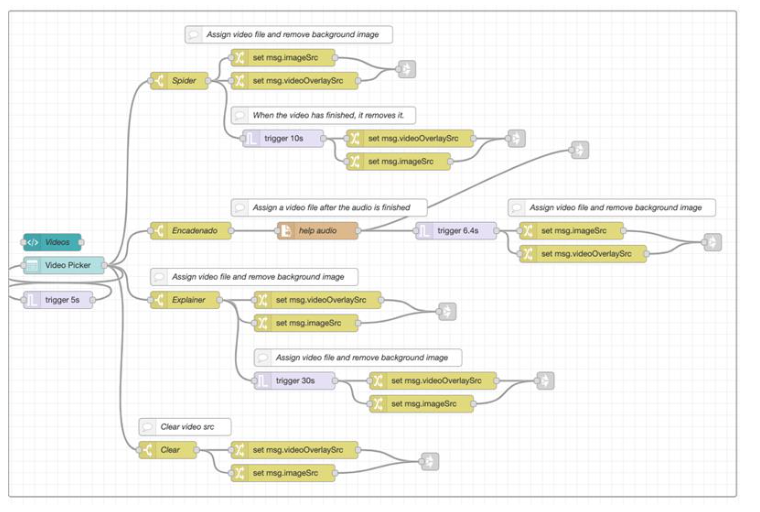 Assign video file and remove background image
set msg.imageSrc
Spider
set msg.videoOverlaySrc
When the video has finished, it removes it.
trigger 10s
set msg.videoOverlaySrc
set msg.imageSrc
Assign a video file after the audio is finished
Assign video file and remove background image
Encadenado
help audio
trigger 6.4s
set msg.imageSrc
Videos
set msg.videoOverlaySrc
Video Picker
Assign video file and remove background image
trigger 5s
Explainer
set msg.videoOverlaySrc
set msg.imageSrc
Assign video file and remove background image
trigger 30s
set msg.videoOverlaySrc
set msg.imageSrc
Clear video src
Clear
set msg.videoOverlaySrc
set msg.imageSrc